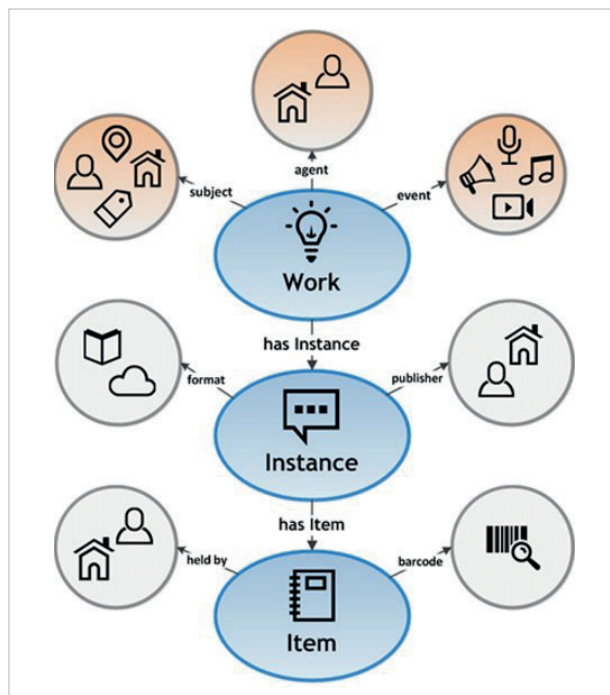 agent
subject
event
Work
has Instance
format
publisher
Instance
has Item
held by
barcode
Item